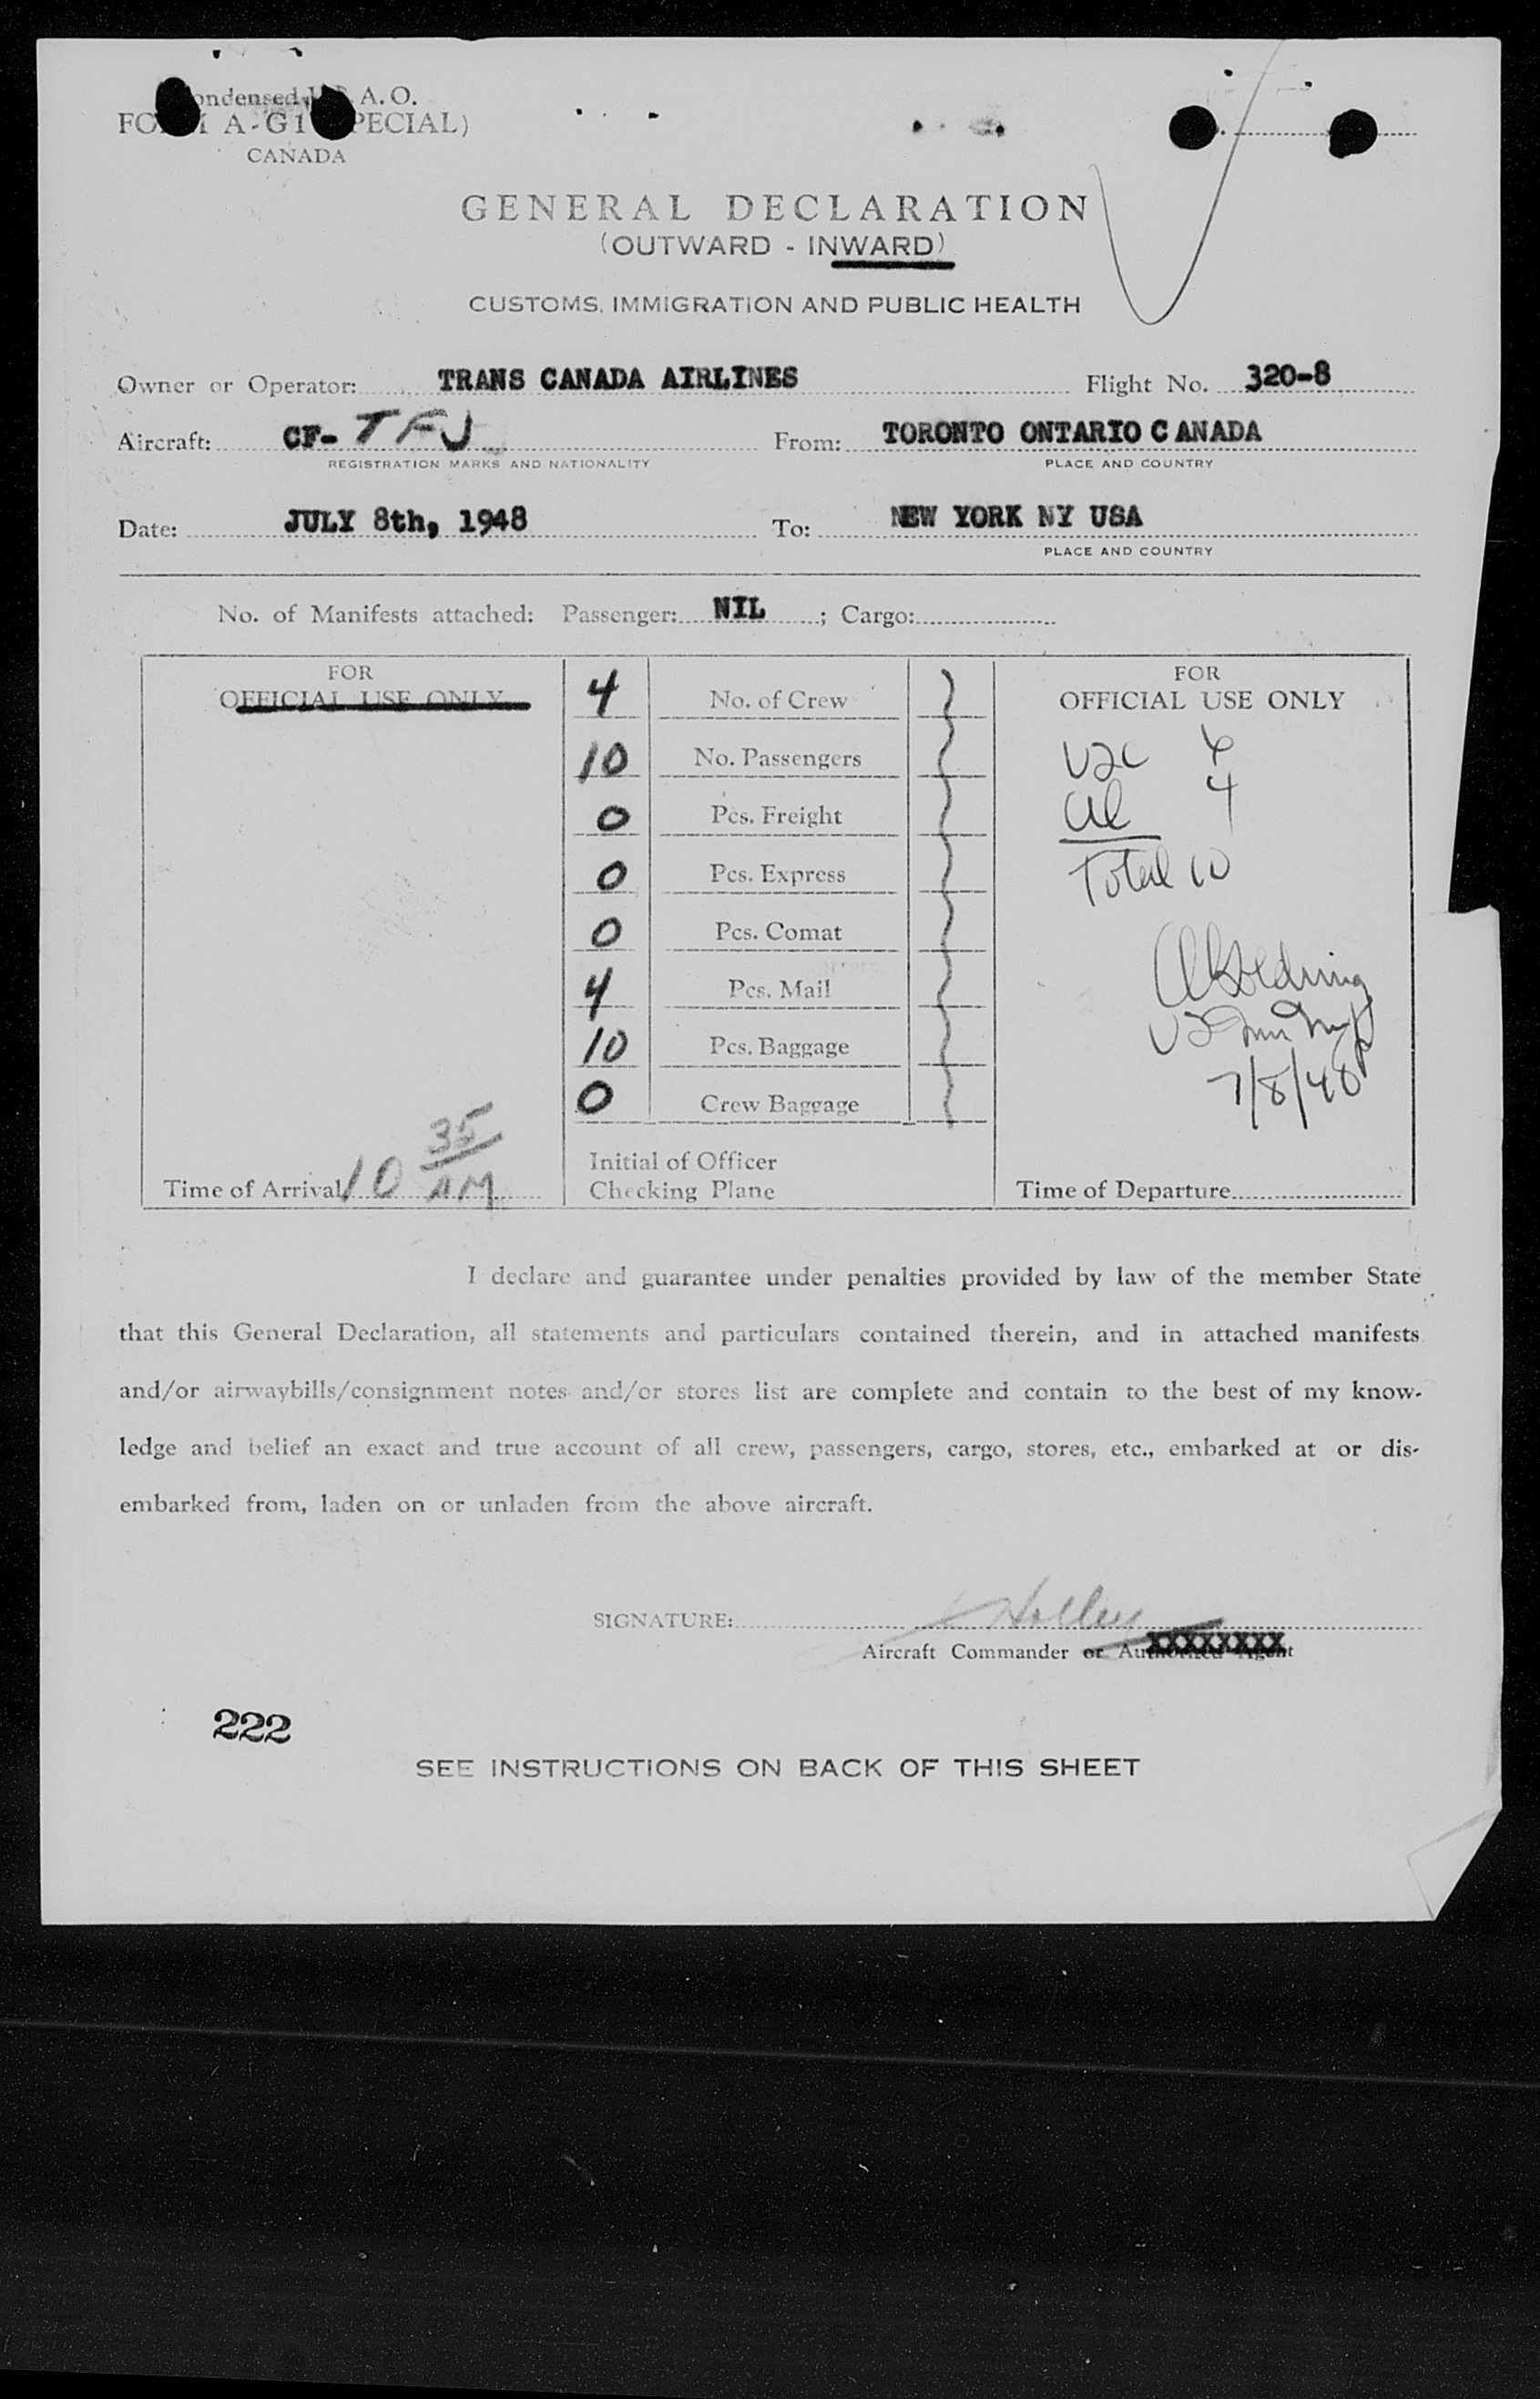 A. O.
CANADA
GENERAL DECLARATION
(OUTWARD - INWARD)
CUSTOMS, IMMIGRATION AND PUBLIC HEALTH
Owner or Operator: TRANS CANADA AIRLINES Flight No. 320-8
Aircraft: CF- TFJ From: TORONTO ONTARIO CANADA
REGISTRATION MARKS AND NATIONALITY PLACE AND COUNTRY
Date: JULY 8th, 1948 To: NEW YORK NY USA
PLACE AND COUNTRY
No. of Manifests attached: Passenger: NIL ; Cargo:
FOR
OFFICIAL USE ONLY
4 No. of Crew
10 No. Passengers
0 Pcs. Freight
0 Pcs. Express
0 Pcs. Comat
4 Pcs. Mail
10 Pcs. Baggage
0 Crew Baggage
Time of Arrival 10 35 AM
Initial of Officer
Checking Plane
FOR
OFFICIAL USE ONLY
4
Total 10
7/8/48
Time of Departure
I declare and guarantee under penalties provided by law of the member State
that this General Declaration, all statements and particulars contained therein, and in attached manifests
and/or airwaybills/consignment notes and/or stores list are complete and contain to the best of my know-
ledge and belief an exact and true account of all crew, passengers, cargo, stores, etc., embarked at or dis-
embarked from, laden on or unladen from the above aircraft.
SIGNATURE: Holley
Aircraft Commander or Authorized Agent
222
SEE INSTRUCTIONS ON BACK OF THIS SHEET